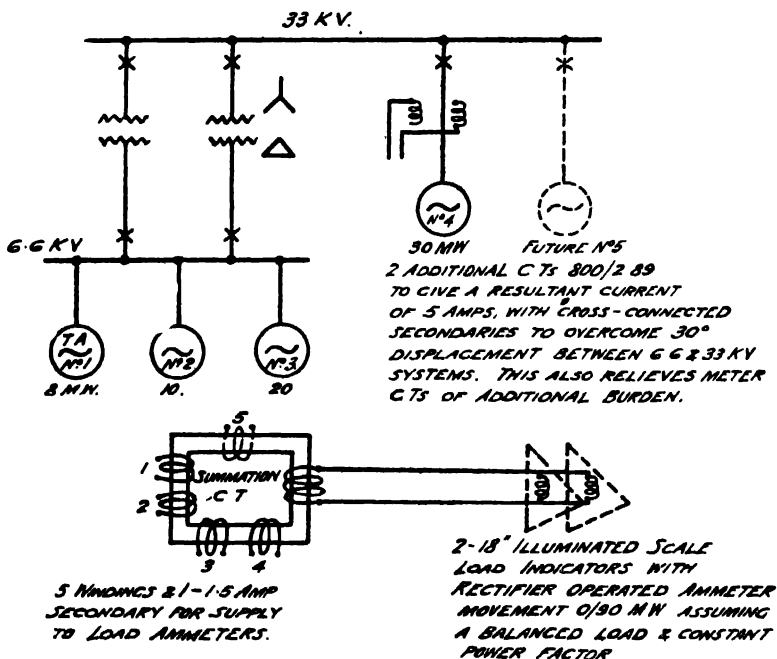 33 KV.
6.6 KV
Nº4
30 MW
FUTURE Nº5
TA
Nº1
Nº2
Nº3
8 M.W.
10.
20
2 ADDITIONAL C TS 800/2 89
TO GIVE A RESULTANT CURRENT
OF 5 AMPS, WITH CROSS-CONNECTED
SECONDARIES TO OVERCOME 30°
DISPLACEMENT BETWEEN 6 6 & 33 KV
SYSTEMS. THIS ALSO RELIEVES METER
C.TS OF ADDITIONAL BURDEN.
5
1
2
SUMMATION
C T
3
4
5 WINDINGS & 1-1.5 AMP
SECONDARY FOR SUPPLY
TO LOAD AMMETERS.
2-18" ILLUMINATED SCALE
LOAD INDICATORS WITH
RECTIFIER OPERATED AMMETER
MOVEMENT 0/90 MW ASSUMING
A BALANCED LOAD & CONSTANT
POWER FACTOR